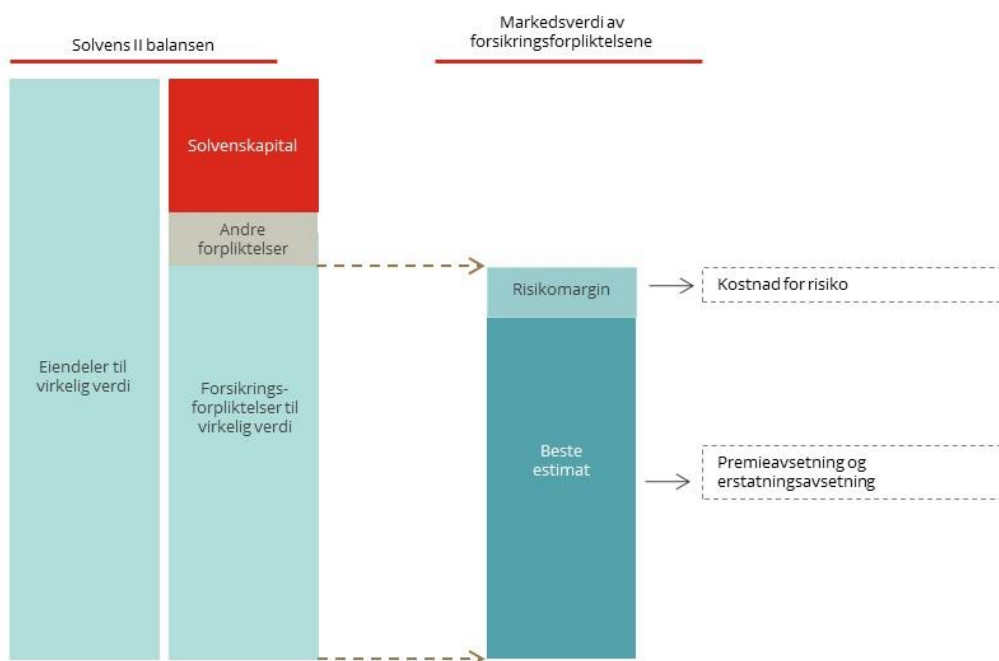 Solvens II balansen
Markedsverdi av
forsikringsforpliktelsene
Solvenskapital
Andre
forpliktelser
Eiendeler til
virkelig verdi
Forsikrings-
forpliktelser til
virkelig verdi
Risikomargin
Beste
estimat
Kostnad for risiko
Premieavsetning og
erstatningsavsetning